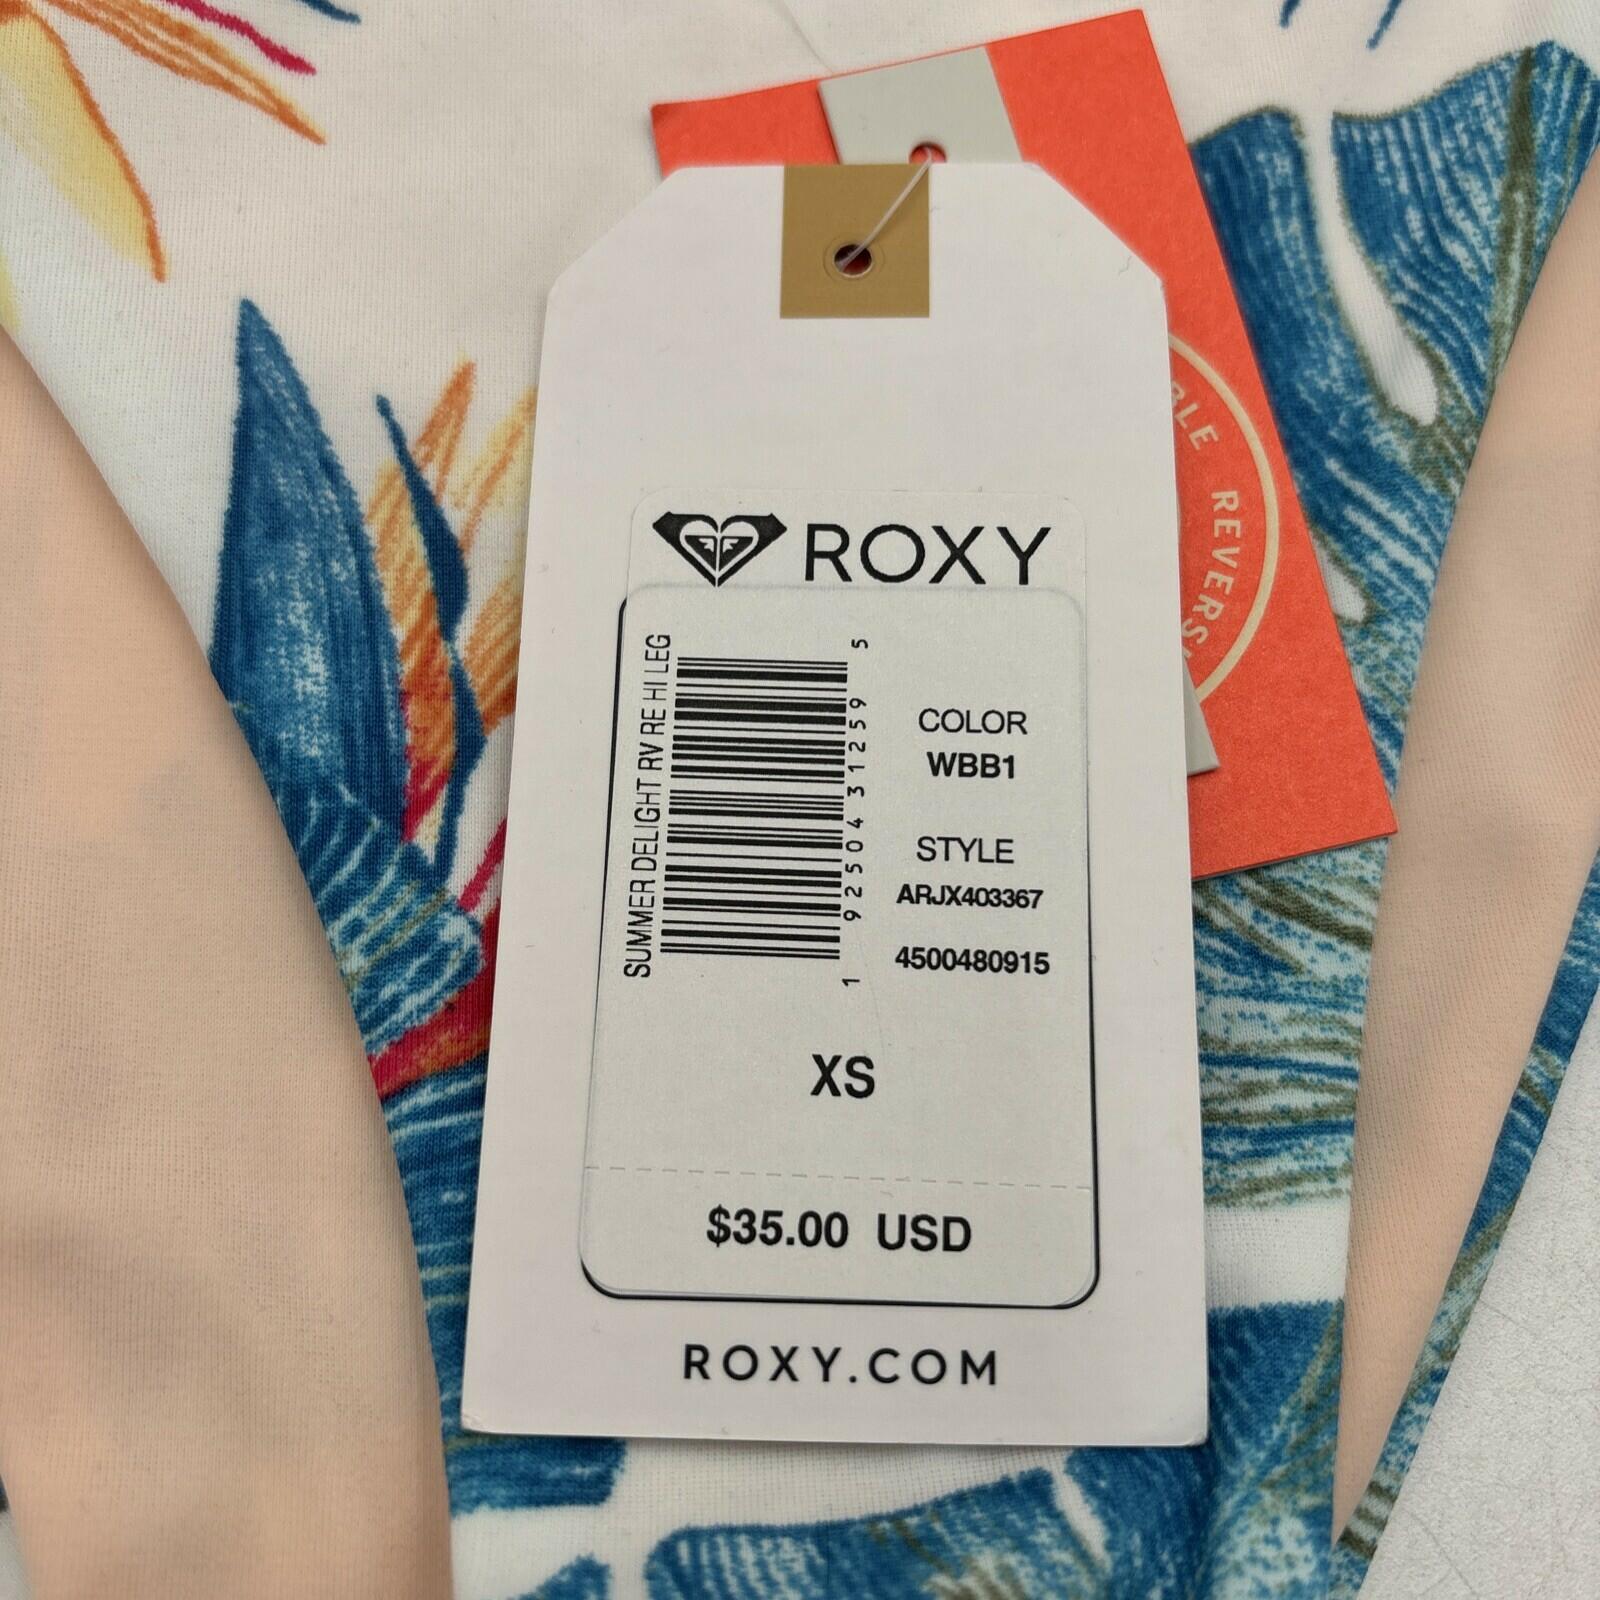 ROXY
SUMMER DELIGHT RV RE HI LEG
1 92504 31259 5
COLOR
WBB1
STYLE
ARJX403367
4500480915
XS
$35.00 USD
ROXY.COM
REVERS